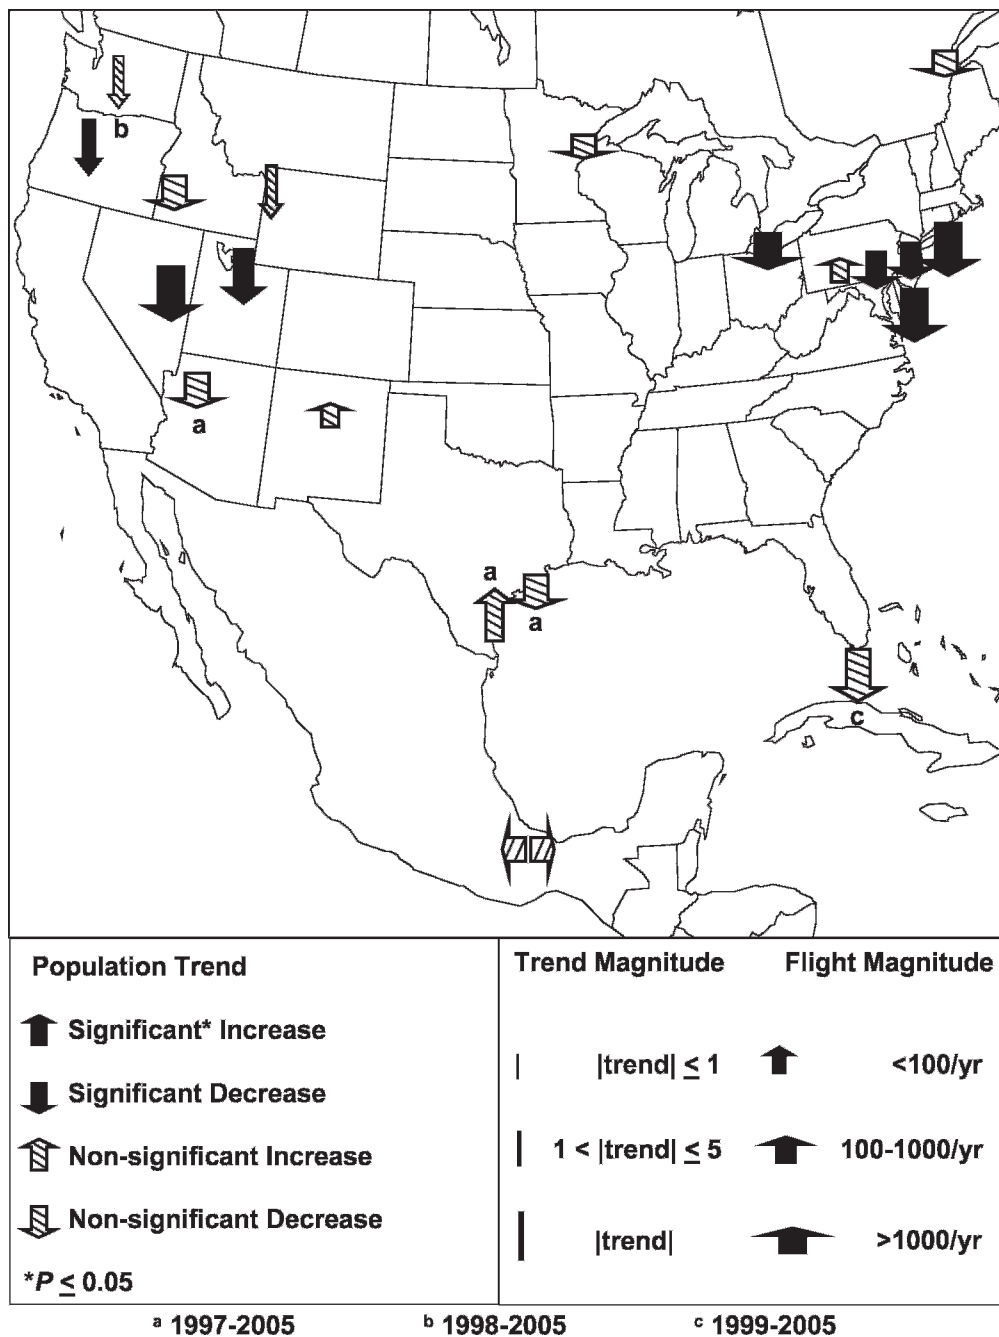 b
a
a
a
c
Population Trend
Significant* Increase
Significant Decrease
Non-significant Increase
Non-significant Decrease
*P ≤ 0.05
Trend Magnitude Flight Magnitude
|trend| ≤ 1 <100/yr
1 < |trend| ≤ 5 100-1000/yr
|trend| >1000/yr
a 1997-2005 b 1998-2005 c 1999-2005